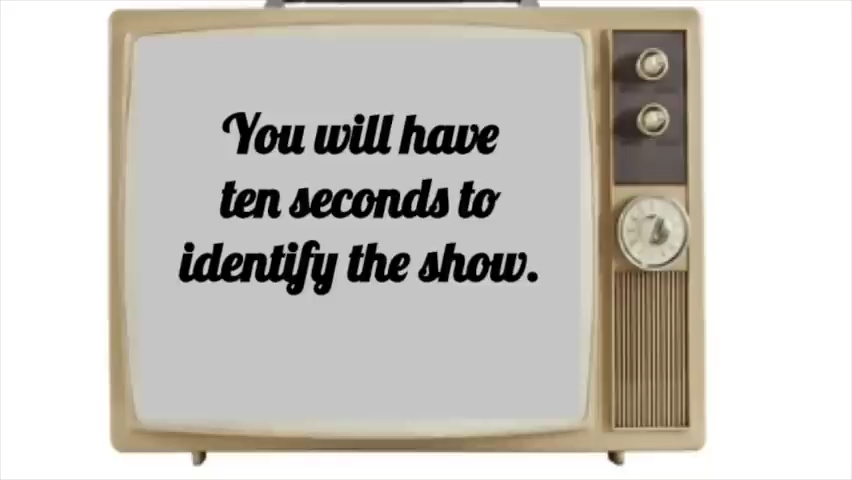 You will have
ten seconds to
identify the show.